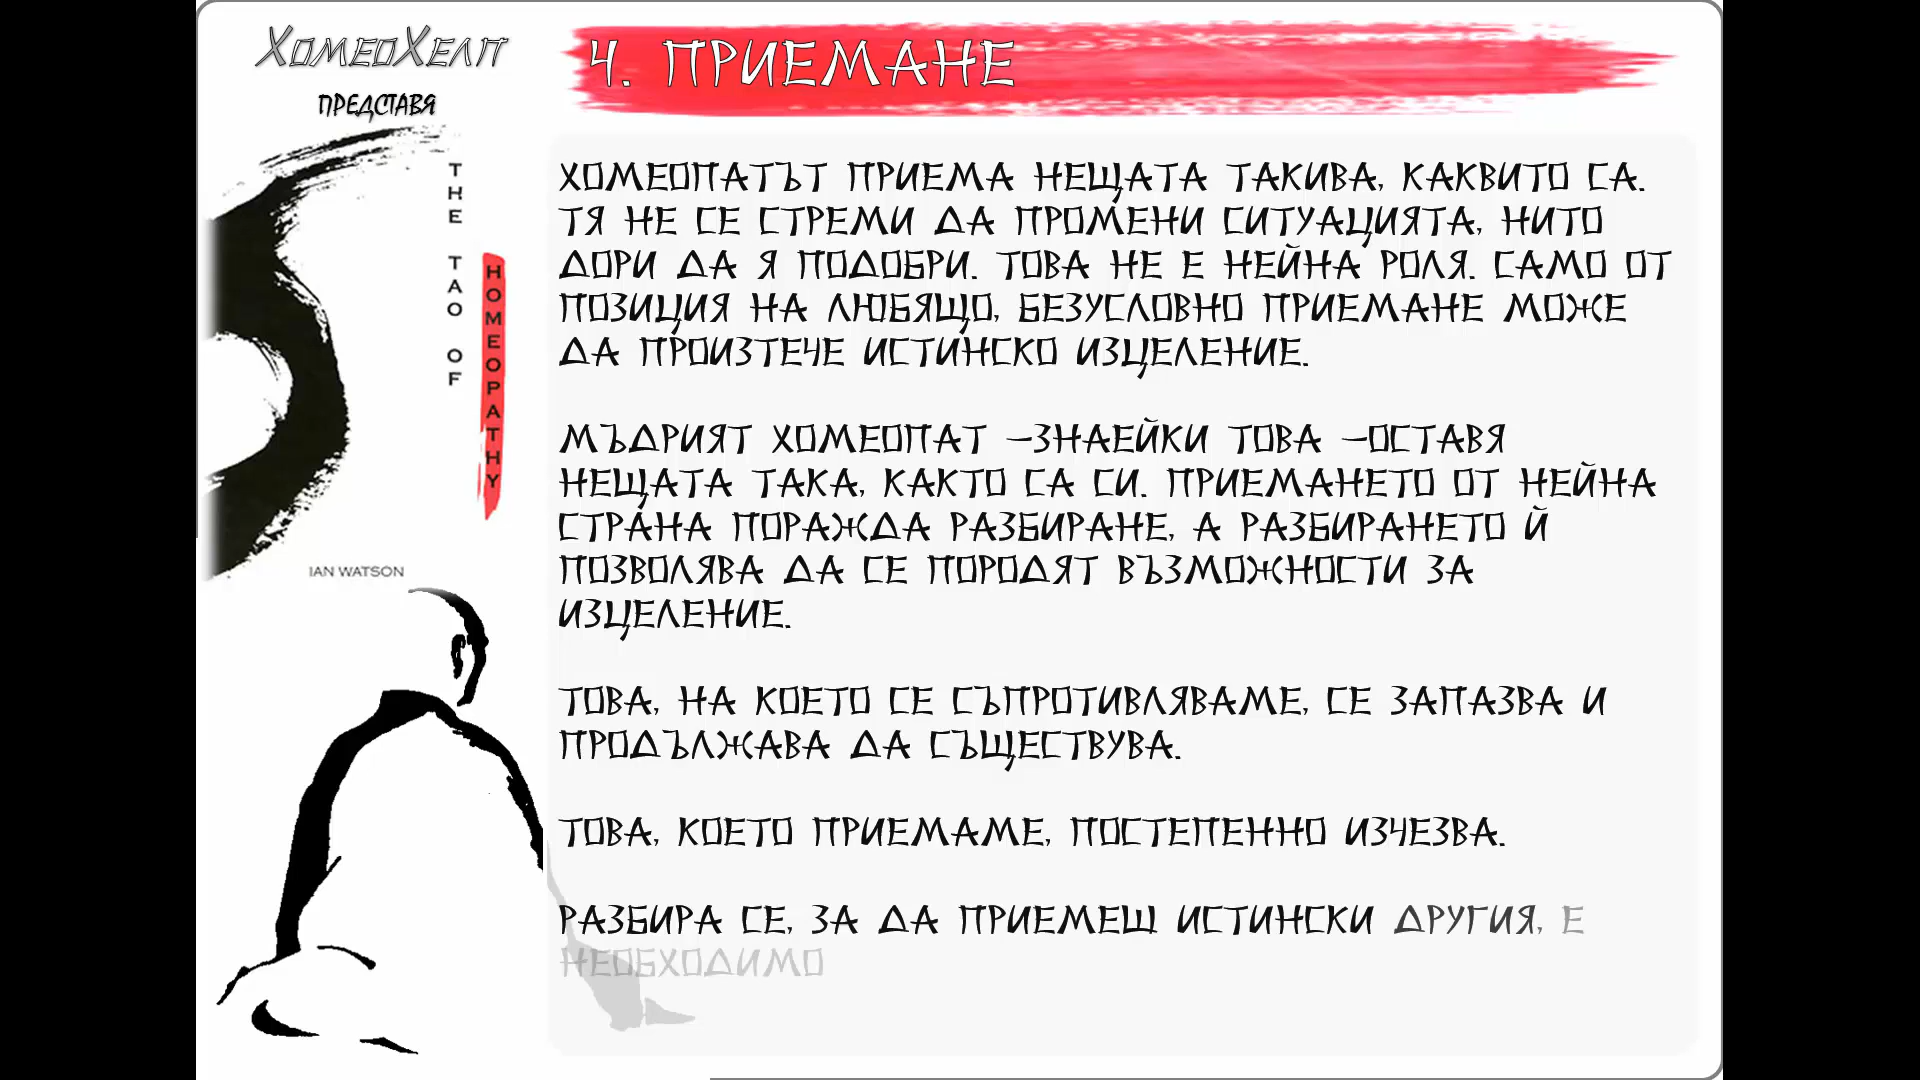 ХомеоХелп
представя
THE TAO OF
HOMEOPATHY
IAN WATSON
4. ПРИЕМАНЕ
ХОМЕОПАТЪТ ПРИЕМА НЕЩАТА ТАКИВА, КАКВИТО СА.
ТЯ НЕ СЕ СТРЕМИ ДА ПРОМЕНИ СИТУАЦИЯТА, НИТО
ДОРИ ДА Я ПОДОБРИ. ТОВА НЕ Е НЕЙНА РОЛЯ. САМО ОТ
ПОЗИЦИЯ НА ЛЮБЯЩО, БЕЗУСЛОВНО ПРИЕМАНЕ МОЖЕ
ДА ПРОИЗТЕЧЕ ИСТИНСКО ИЗЦЕЛЕНИЕ.
МЪДРИЯТ ХОМЕОПАТ –ЗНАЕЙКИ ТОВА –ОСТАВЯ
НЕЩАТА ТАКА, КАКТО СА СИ. ПРИЕМАНЕТО ОТ НЕЙНА
СТРАНА ПОРАЖДА РАЗБИРАНЕ, А РАЗБИРАНЕТО Й
ПОЗВОЛЯВА ДА СЕ ПОРОДЯТ ВЪЗМОЖНОСТИ ЗА
ИЗЦЕЛЕНИЕ.
ТОВА, НА КОЕТО СЕ СЪПРОТИВЛЯВАМЕ, СЕ ЗАПАЗВА И
ПРОДЪЛЖАВА ДА СЪЩЕСТВУВА.
ТОВА, КОЕТО ПРИЕМАМЕ, ПОСТЕПЕННО ИЗЧЕЗВА.
РАЗБИРА СЕ, ЗА ДА ПРИЕМЕШ ИСТИНСКИ ДРУГИЯ, Е
НЕОБХОДИМО